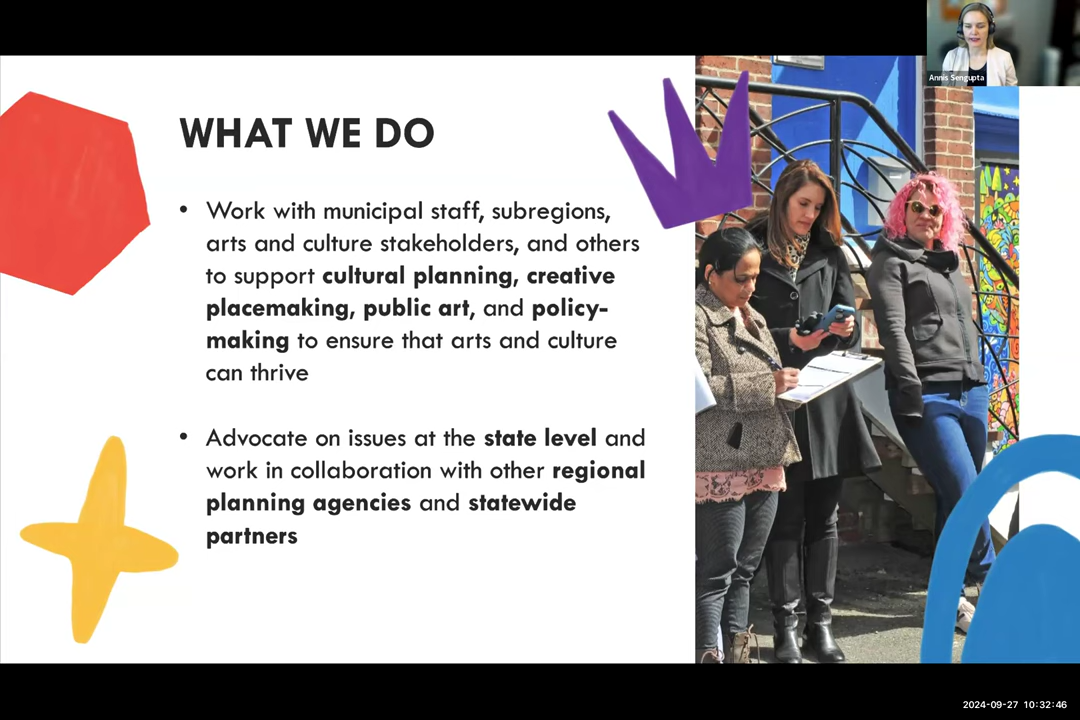 Annis Sengupta
WHAT WE DO
• Work with municipal staff, subregions,
arts and culture stakeholders, and others
to support cultural planning, creative
placemaking, public art, and policy-
making to ensure that arts and culture
can thrive
• Advocate on issues at the state level and
work in collaboration with other regional
planning agencies and statewide
partners
2024-09-27 10:32:46